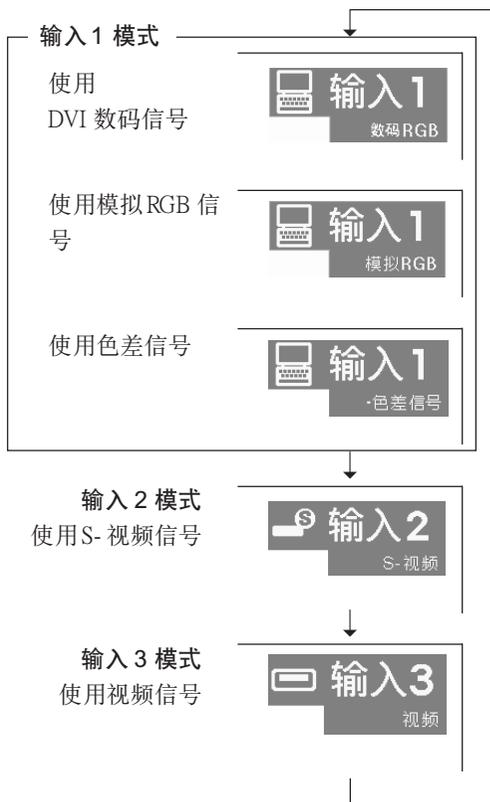 输入1 模式
使用
DVI 数码信号
输入1
数码RGB
使用模拟RGB 信
号
输入1
模拟RGB
使用色差信号
输入1
·色差信号
输入 2 模式
使用S- 视频信号
输入2
S-视频
输入 3 模式
使用视频信号
输入3
视频